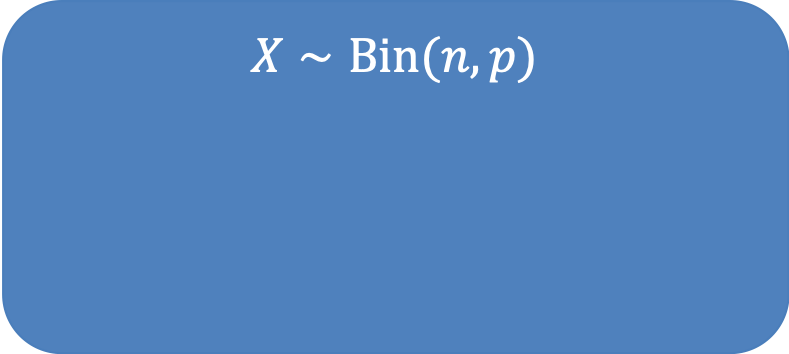 𝑋 ~ Bin(𝑛, 𝑝)